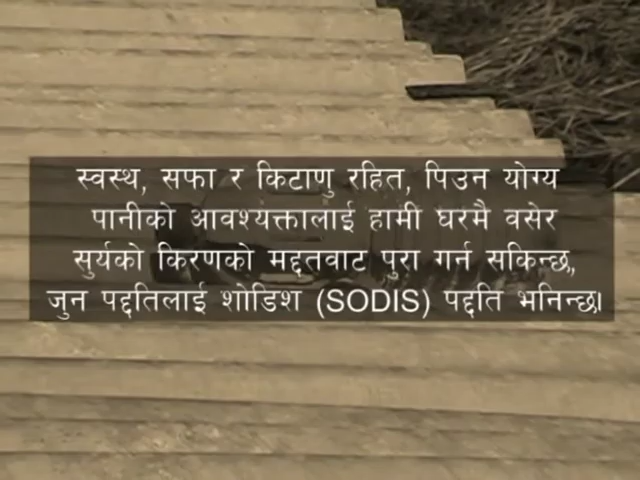 स्वस्थ, सफा र किटाणु रहित, पिउन योग्य
पानीको आवश्यक्तालाई हामी घरमै वसेर
सुर्यको किरणको मद्दतवाट पुरा गर्न सकिन्छ,
जुन पद्दतिलाई शोडिश (SODIS) पद्दति भनिन्छ।